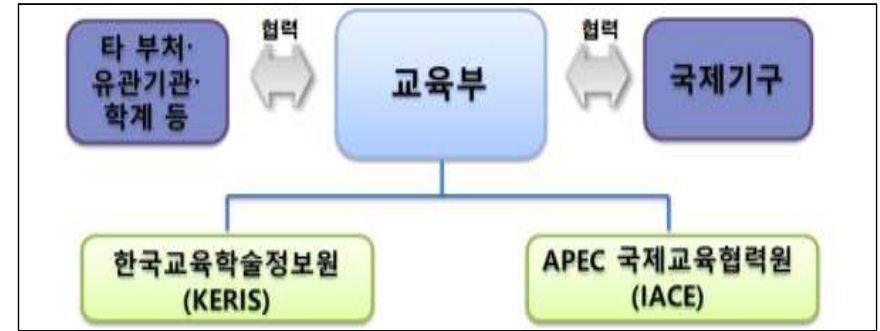 타 부처·
유관기관·
학계 등
협력
교육부
협력
국제기구
한국교육학술정보원
(KERIS)
APEC 국제교육협력원
(IACE)